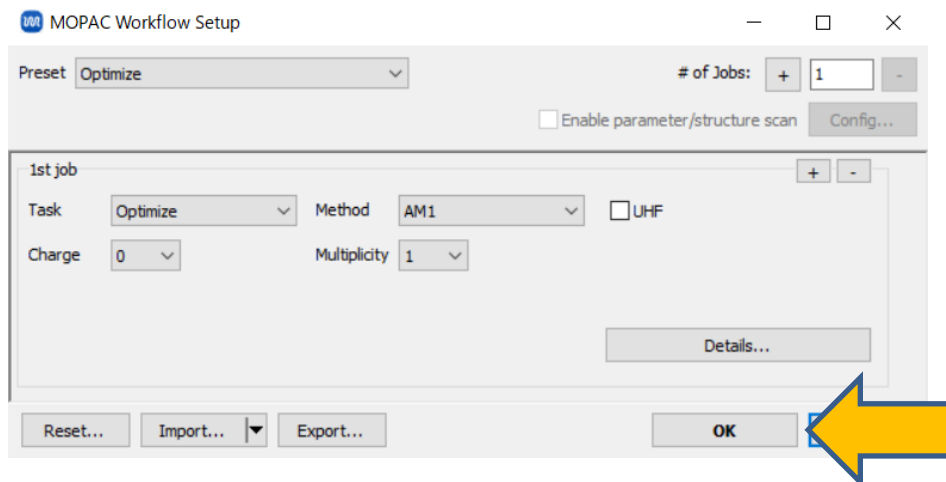 MOPAC Workflow Setup
Preset Optimize # of Jobs: + 1 -
Enable parameter/structure scan Config...
1st job + -
Task Optimize Method AM1 UHF
Charge 0 Multiplicity 1
Details...
Reset... Import... Export... OK